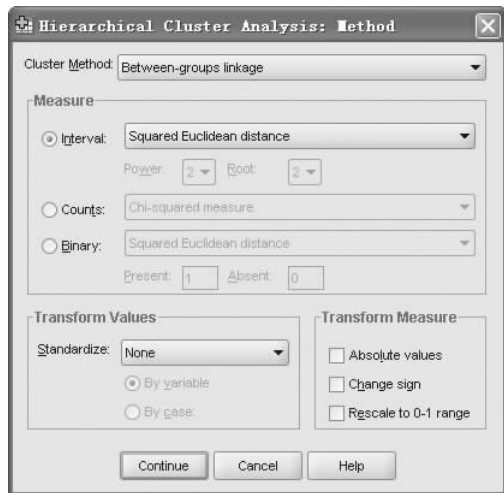 Hierarchical Cluster Analysis: Method
Cluster Method: Between-groups linkage
Measure
Interval: Squared Euclidean distance
Power: 2 Root: 2
Counts: Chi-squared measure
Binary: Squared Euclidean distance
Present: 1 Absent: 0
Transform Values
Standardize: None
By variable
By case:
Transform Measure
Absolute values
Change sign
Rescale to 0-1 range
Continue Cancel Help